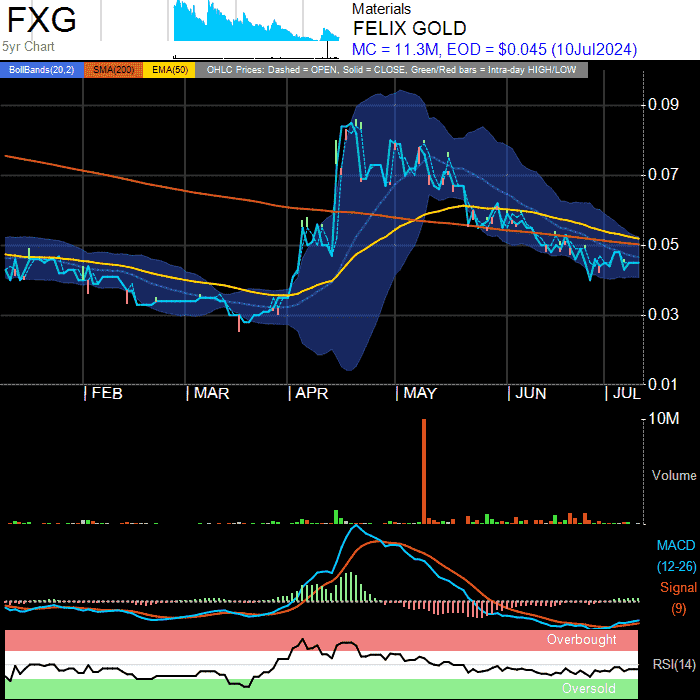 FXG
5yr Chart
Materials
FELIX GOLD
MC = 11.3M, EOD = $0.045 (10Jul2024)
BollBands(20,2) SMA(200) EMA(50) OHLC Prices: Dashed = OPEN, Solid = CLOSE, Green/Red bars = Intra-day HIGH/LOW
0.09
0.07
0.05
0.03
0.01
| FEB | MAR | APR | MAY | JUN | JUL
10M
Volume
MACD
(12-26)
Signal
(9)
Overbought
RSI(14)
Oversold